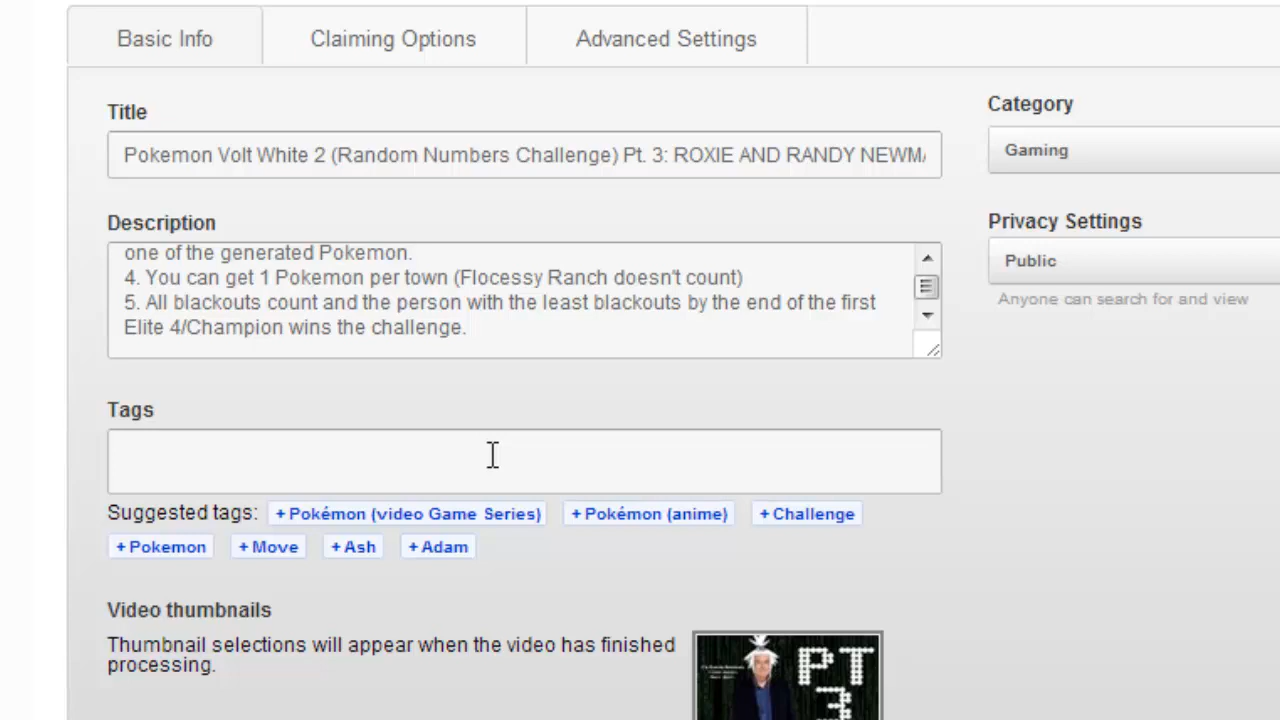 Basic Info
Claiming Options
Advanced Settings
Title
Pokemon Volt White 2 (Random Numbers Challenge) Pt. 3: ROXIE AND RANDY NEWM
Category
Gaming
Description
one of the generated Pokemon.
4. You can get 1 Pokemon per town (Flocessy Ranch doesn't count)
5. All blackouts count and the person with the least blackouts by the end of the first
Elite 4/Champion wins the challenge.
Privacy Settings
Public
Anyone can search for and view
Tags
Suggested tags: + Pokémon (video Game Series) + Pokémon (anime) + Challenge
+ Pokemon + Move + Ash + Adam
Video thumbnails
Thumbnail selections will appear when the video has finished
processing.
PT
3